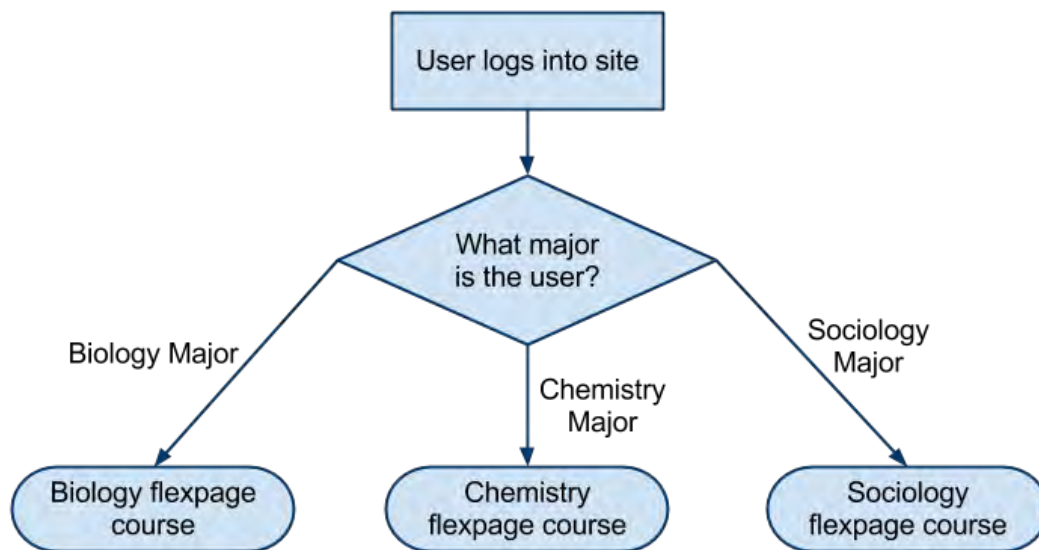 User logs into site
What major
is the user?
Biology Major
Chemistry
Major
Sociology
Major
Biology flexpage
course
Chemistry
flexpage course
Sociology
flexpage course